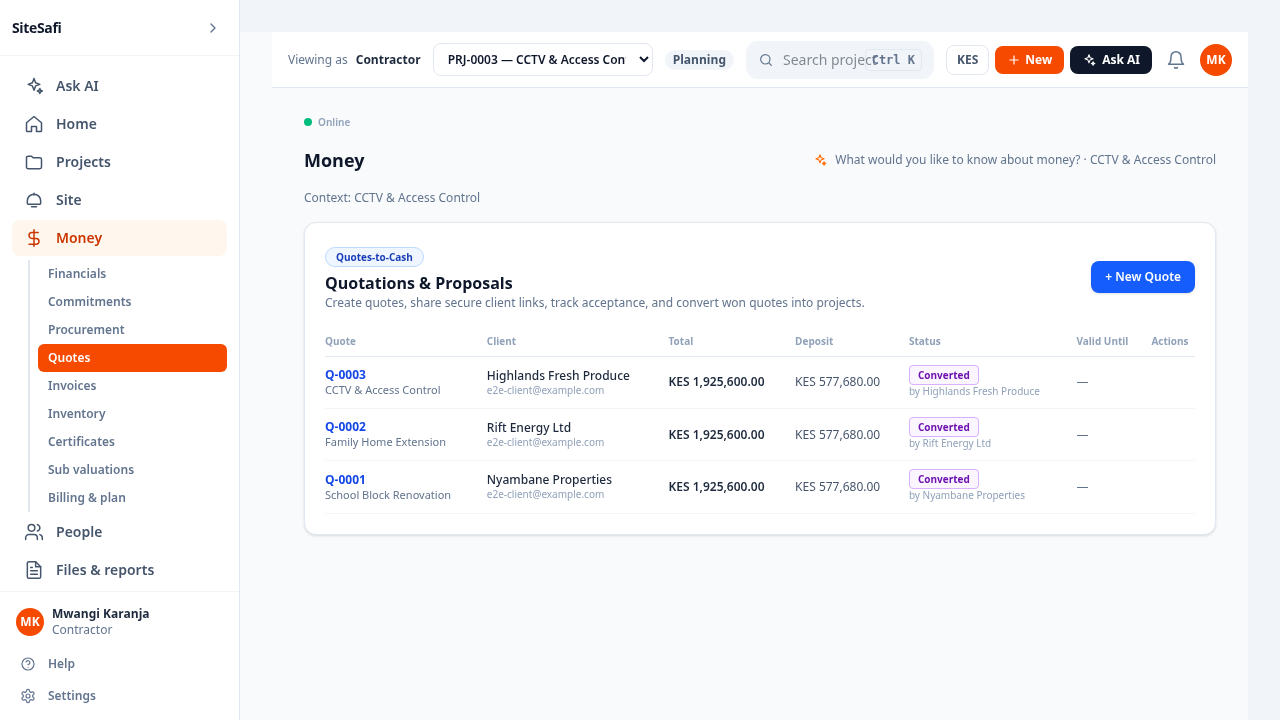 SiteSafi
Ask AI
Home
Projects
Site
Money
Financials
Commitments
Procurement
Quotes
Invoices
Inventory
Certificates
Sub valuations
Billing & plan
People
Files & reports
MK
Mwangi Karanja
Contractor
Help
Settings
Viewing as Contractor
PRJ-0003 — CCTV & Access Con
Planning
Search project
Ctrl K
KES
New
Ask AI
MK
Online
Money
What would you like to know about money? · CCTV & Access Control
Context: CCTV & Access Control
Quotes-to-Cash
Quotations & Proposals
Create quotes, share secure client links, track acceptance, and convert won quotes into projects.
+ New Quote
Quote Client Total Deposit Status Valid Until Actions
Q-0003 Highlands Fresh Produce KES 1,925,600.00 KES 577,680.00 Converted —
CCTV & Access Control e2e-client@example.com by Highlands Fresh Produce
Q-0002 Rift Energy Ltd KES 1,925,600.00 KES 577,680.00 Converted —
Family Home Extension e2e-client@example.com by Rift Energy Ltd
Q-0001 Nyambane Properties KES 1,925,600.00 KES 577,680.00 Converted —
School Block Renovation e2e-client@example.com by Nyambane Properties